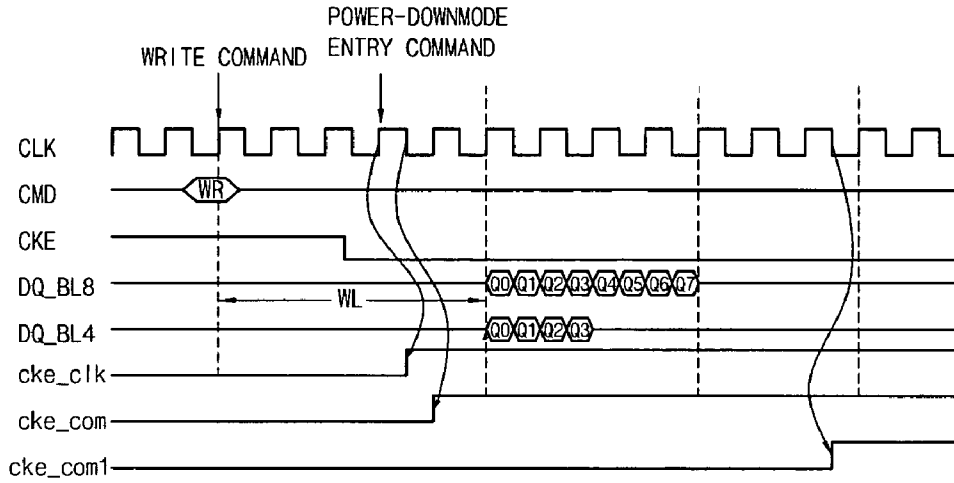 POWER-DOWNMODE
ENTRY COMMAND
WRITE COMMAND
CLK
CMD
WR
CKE
DQ_BL8
Q0 Q1 Q2 Q3 Q4 Q5 Q6 Q7
WL
DQ_BL4
Q0 Q1 Q2 Q3
cke_clk
cke_com
cke_com1